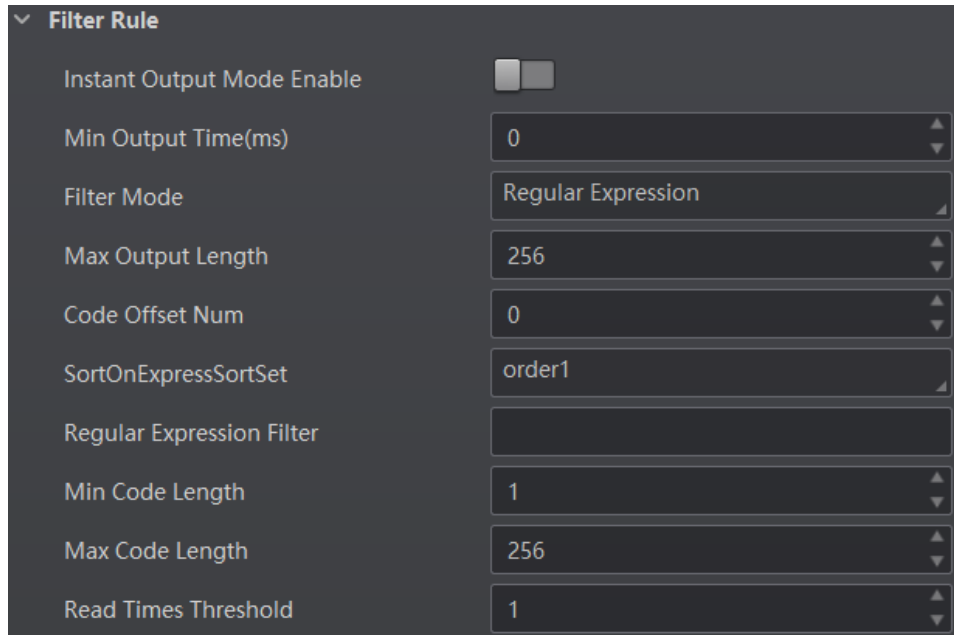 Filter Rule
Instant Output Mode Enable
Min Output Time(ms) 0
Filter Mode Regular Expression
Max Output Length 256
Code Offset Num 0
SortOnExpressSortSet order1
Regular Expression Filter
Min Code Length 1
Max Code Length 256
Read Times Threshold 1